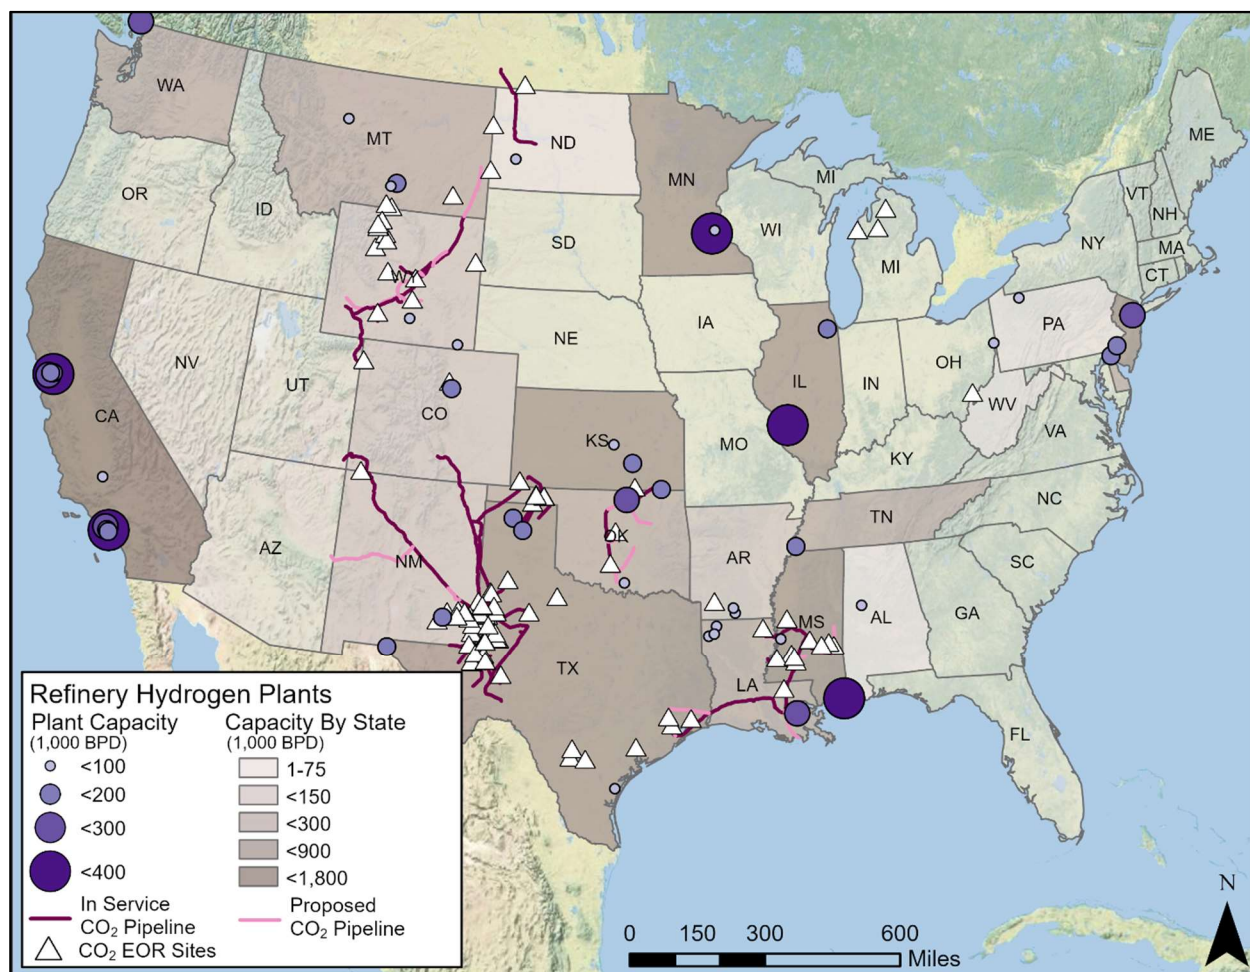 WA
MT
ND
MN
MI
ME
VT
NH
OR
ID
SD
WI
MI
NY
MA
CT
IA
PA
NE
NV
UT
IL
IN
OH
CA
CO
KS
MO
WV
VA
KY
NC
TN
AZ
NM
OK
AR
SC
MS
AL
GA
TX
LA
FL
Refinery Hydrogen Plants
Plant Capacity
(1,000 BPD)
<100
<200
<300
<400
In Service
CO₂ Pipeline
CO₂ EOR Sites
Capacity By State
(1,000 BPD)
1-75
<150
<300
<900
<1,800
Proposed
CO₂ Pipeline
0 150 300 600
Miles
N